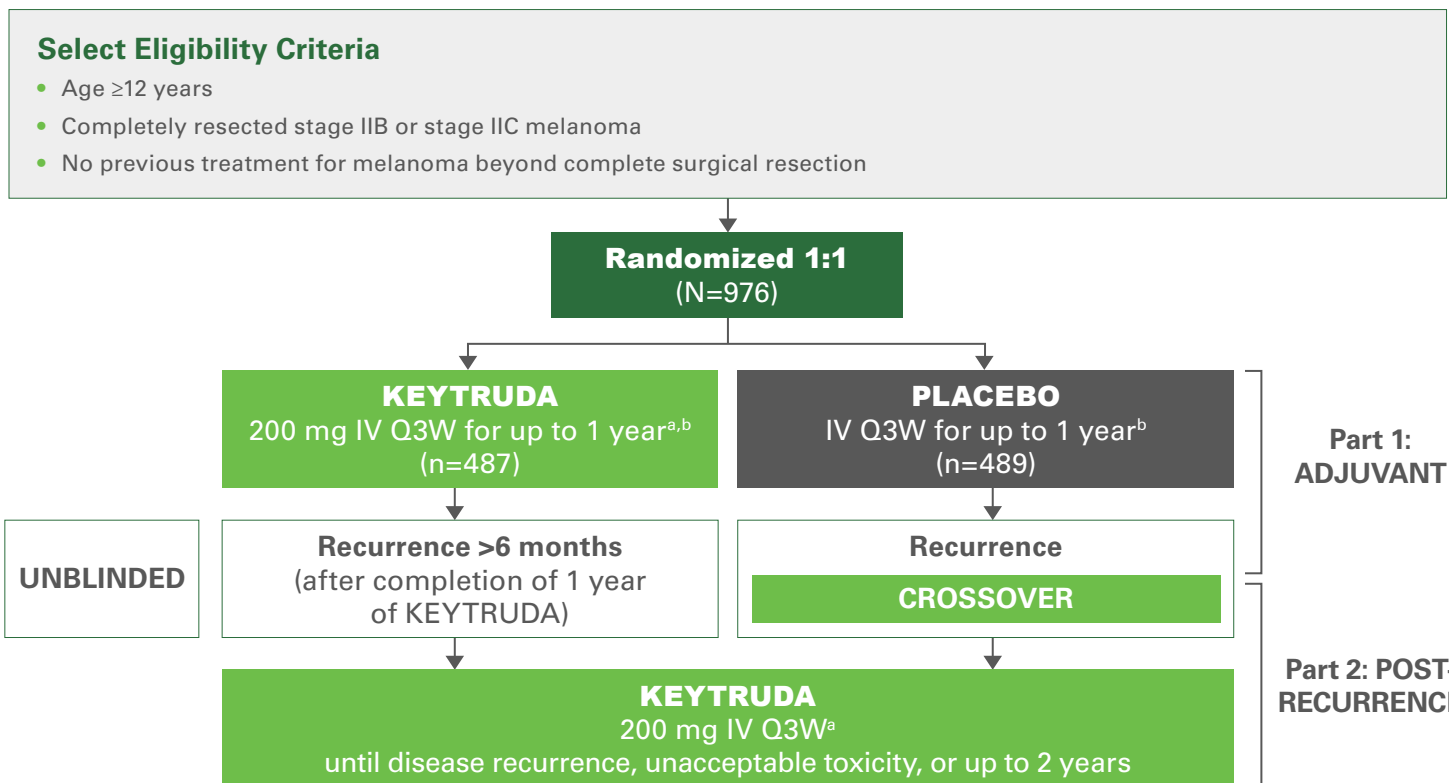 Select Eligibility Criteria
• Age ≥12 years
• Completely resected stage IIB or stage IIC melanoma
• No previous treatment for melanoma beyond complete surgical resection
Randomized 1:1
(N=976)
KEYTRUDA
200 mg IV Q3W for up to 1 yearᵃ,ᵇ
(n=487)
PLACEBO
IV Q3W for up to 1 yearᵇ
(n=489)
Part 1:
ADJUVANT
UNBLINDED
Recurrence >6 months
(after completion of 1 year
of KEYTRUDA)
Recurrence
CROSSOVER
Part 2: POST-
RECURRENC
KEYTRUDA
200 mg IV Q3Wᵃ
until disease recurrence, unacceptable toxicity, or up to 2 years